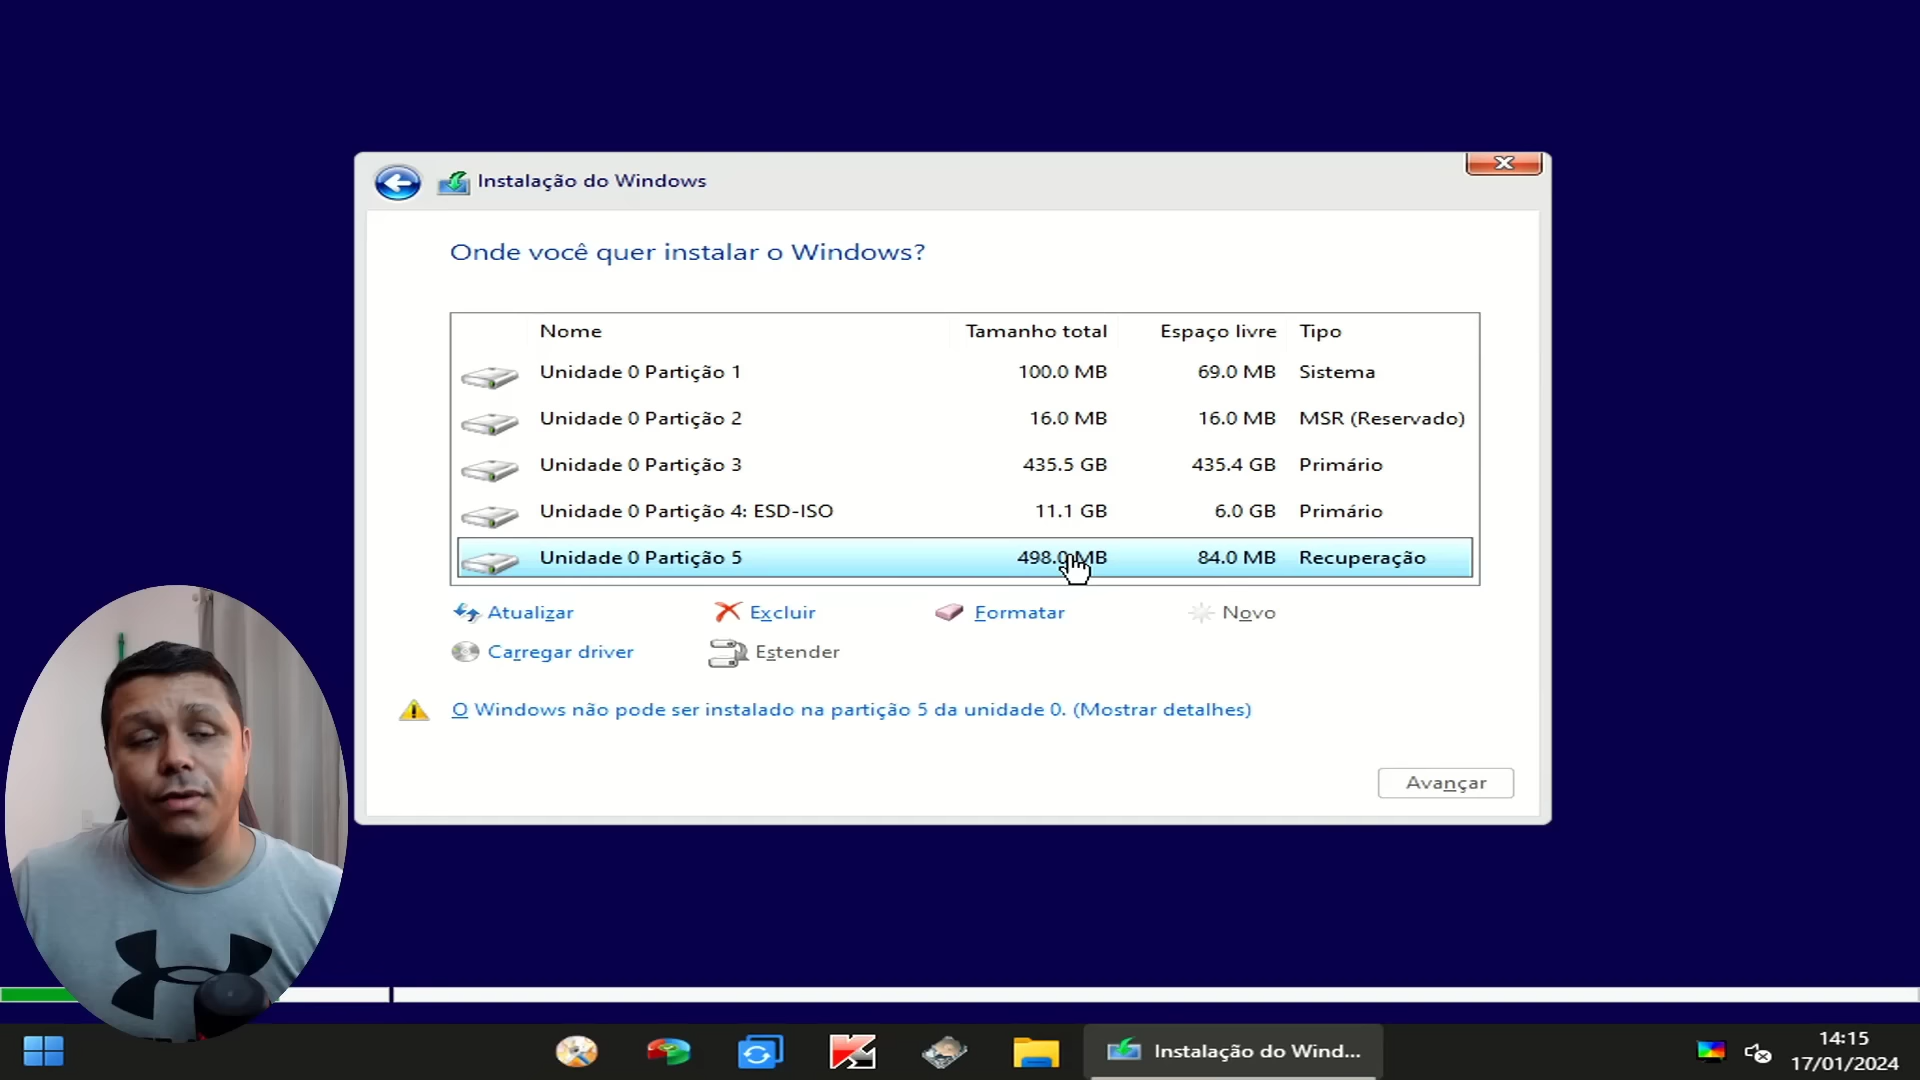 Instalação do Windows
Onde você quer instalar o Windows?
Nome Tamanho total Espaço livre Tipo
Unidade 0 Partição 1 100.0 MB 69.0 MB Sistema
Unidade 0 Partição 2 16.0 MB 16.0 MB MSR (Reservado)
Unidade 0 Partição 3 435.5 GB 435.4 GB Primário
Unidade 0 Partição 4: ESD-ISO 11.1 GB 6.0 GB Primário
Unidade 0 Partição 5 498.0 MB 84.0 MB Recuperação
Atualizar Excluir Formatar Novo
Carregar driver Estender
O Windows não pode ser instalado na partição 5 da unidade 0. (Mostrar detalhes)
Avançar
Instalação do Wind...
14:15
17/01/2024